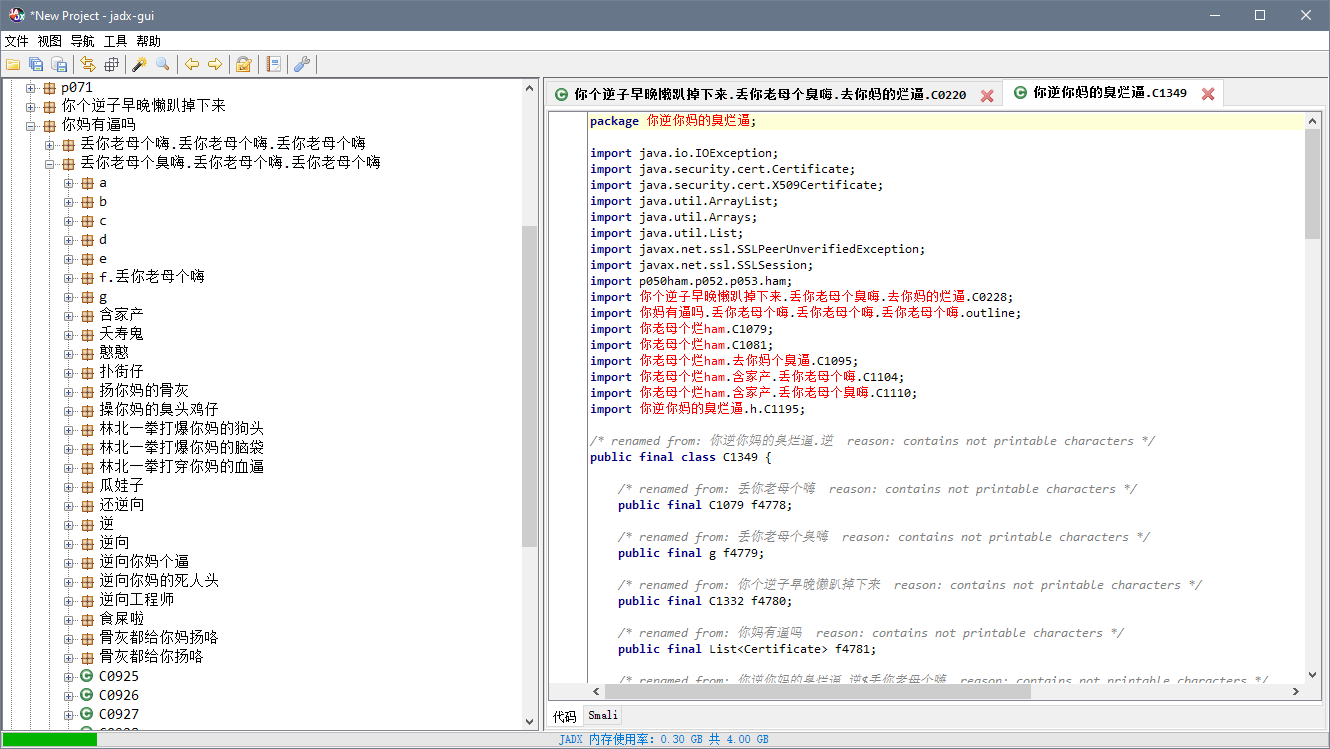 *New Project - jadx-gui
文件 视图 导航 工具 帮助
p071
你个逆子早晚懒趴掉下来
你妈有逼吗
丢你老母个嗨.丢你老母个嗨.丢你老母个嗨
丢你老母个臭嗨.丢你老母个嗨.丢你老母个嗨
a
b
c
d
e
f.丢你老母个嗨
g
含家产
夭寿鬼
憨憨
扑街仔
扬你妈的骨灰
操你妈的臭头鸡仔
林北一拳打爆你妈的狗头
林北一拳打爆你妈的脑袋
林北一拳打穿你妈的血逼
瓜娃子
还逆向
逆
逆向
逆向你妈个逼
逆向你妈的死人头
逆向工程师
食屎啦
骨灰都给你妈扬咯
骨灰都给你扬咯
C0925
C0926
C0927
你个逆子早晚懒趴掉下来.丢你老母个臭嗨.去你妈的烂逼.C0220
你逆你妈的臭烂逼.C1349
package 你逆你妈的臭烂逼;
import java.io.IOException;
import java.security.cert.Certificate;
import java.security.cert.X509Certificate;
import java.util.ArrayList;
import java.util.Arrays;
import java.util.List;
import javax.net.ssl.SSLPeerUnverifiedException;
import javax.net.ssl.SSLSession;
import p050ham.p052.p053.ham;
import 你个逆子早晚懒趴掉下来.丢你老母个臭嗨.去你妈的烂逼.C0228;
import 你妈有逼吗.丢你老母个嗨.丢你老母个嗨.丢你老母个嗨.outline;
import 你老母个烂ham.C1079;
import 你老母个烂ham.C1081;
import 你老母个烂ham.去你妈个臭逼.C1095;
import 你老母个烂ham.含家产.丢你老母个嗨.C1104;
import 你老母个烂ham.含家产.丢你老母个臭嗨.C1110;
import 你逆你妈的臭烂逼.h.C1195;
/* renamed from: 你逆你妈的臭烂逼.逆  reason: contains not printable characters */
public final class C1349 {
/* renamed from: 丢你老母个嗨  reason: contains not printable characters */
public final C1079 f4778;
/* renamed from: 丢你老母个臭嗨  reason: contains not printable characters */
public final g f4779;
/* renamed from: 你个逆子早晚懒趴掉下来  reason: contains not printable characters */
public final C1332 f4780;
/* renamed from: 你妈有逼吗  reason: contains not printable characters */
public final List<Certificate> f4781;
/* renamed from: 你逆你妈的臭烂逼.逆$丢你老母个嗨  reason: contains not printable characters */
代码 Smali
JADX 内存使用率: 0.30 GB 共 4.00 GB